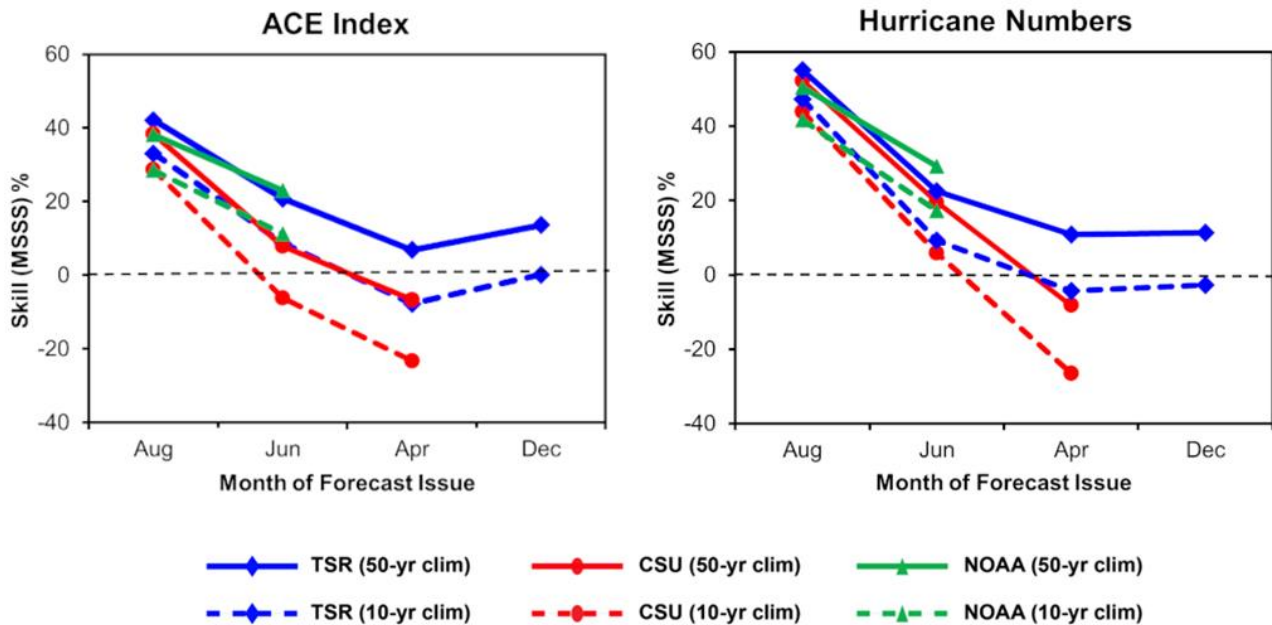 ACE Index
Skill (MSSS) %
60
40
20
0
-20
-40
Aug Jun Apr Dec
Month of Forecast Issue
Hurricane Numbers
Skill (MSSS) %
60
40
20
0
-20
-40
Aug Jun Apr Dec
Month of Forecast Issue
TSR (50-yr clim) CSU (50-yr clim) NOAA (50-yr clim)
TSR (10-yr clim) CSU (10-yr clim) NOAA (10-yr clim)